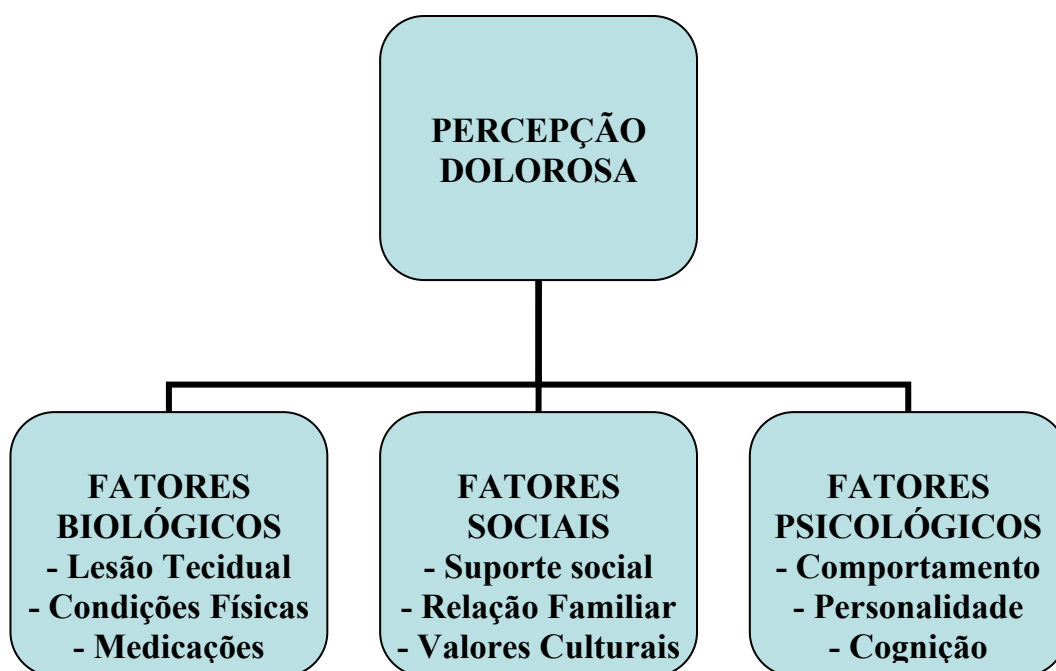 PERCEPÇÃO
DOLOROSA
FATORES
BIOLÓGICOS
- Lesão Tecidual
- Condições Físicas
- Medicações
FATORES
SOCIAIS
- Suporte social
- Relação Familiar
- Valores Culturais
FATORES
PSICOLÓGICOS
- Comportamento
- Personalidade
- Cognição